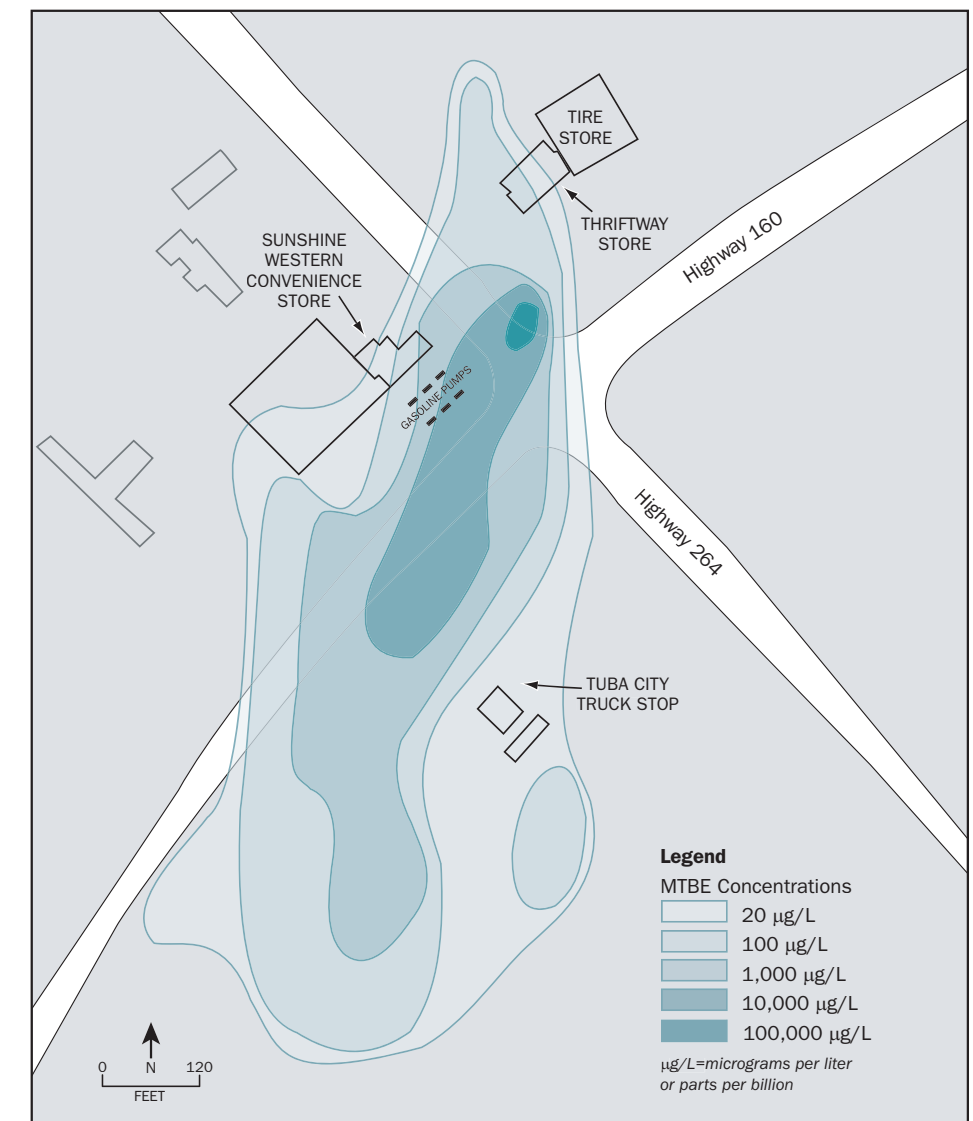 TIRE
STORE
THRIFTWAY
STORE
Highway 160
SUNSHINE
WESTERN
CONVENIENCE
STORE
GASOLINE PUMPS
Highway 264
TUBA CITY
TRUCK STOP
Legend
MTBE Concentrations
20 µg/L
100 µg/L
1,000 µg/L
10,000 µg/L
100,000 µg/L
µg/L=micrograms per liter
or parts per billion
0 N 120
FEET